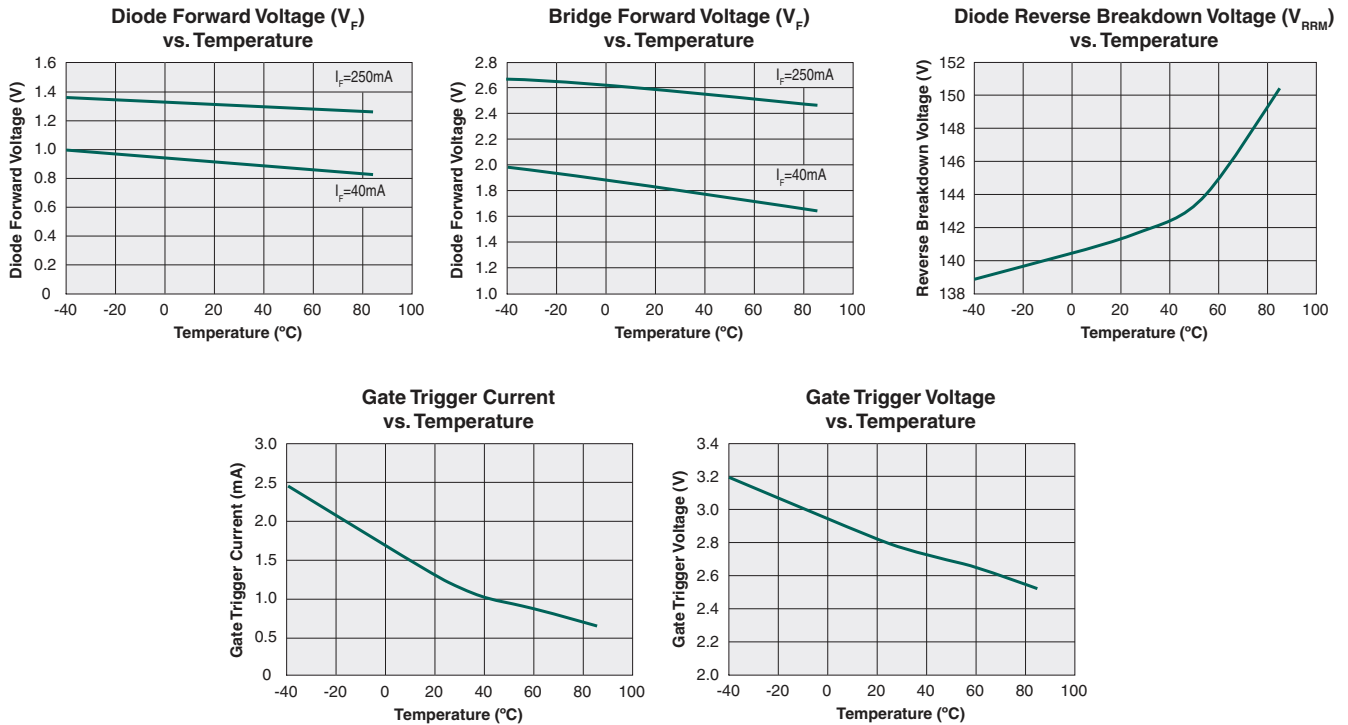 Diode Forward Voltage (V_F)
vs. Temperature
Diode Forward Voltage (V)
1.6
1.4
1.2
1.0
0.8
0.6
0.4
0.2
0
I_F=250mA
I_F=40mA
-40 -20 0 20 40 60 80 100
Temperature (ºC)
Bridge Forward Voltage (V_F)
vs. Temperature
Diode Forward Voltage (V)
2.8
2.6
2.4
2.2
2.0
1.8
1.6
1.4
1.2
1.0
I_F=250mA
I_F=40mA
-40 -20 0 20 40 60 80 100
Temperature (ºC)
Diode Reverse Breakdown Voltage (V_RRM)
vs. Temperature
Reverse Breakdown Voltage (V)
152
150
148
146
144
142
140
138
-40 -20 0 20 40 60 80 100
Temperature (ºC)
Gate Trigger Current
vs. Temperature
Gate Trigger Current (mA)
3.0
2.5
2.0
1.5
1.0
0.5
0
-40 -20 0 20 40 60 80 100
Temperature (ºC)
Gate Trigger Voltage
vs. Temperature
Gate Trigger Voltage (V)
3.4
3.2
3.0
2.8
2.6
2.4
2.2
2.0
-40 -20 0 20 40 60 80 100
Temperature (ºC)